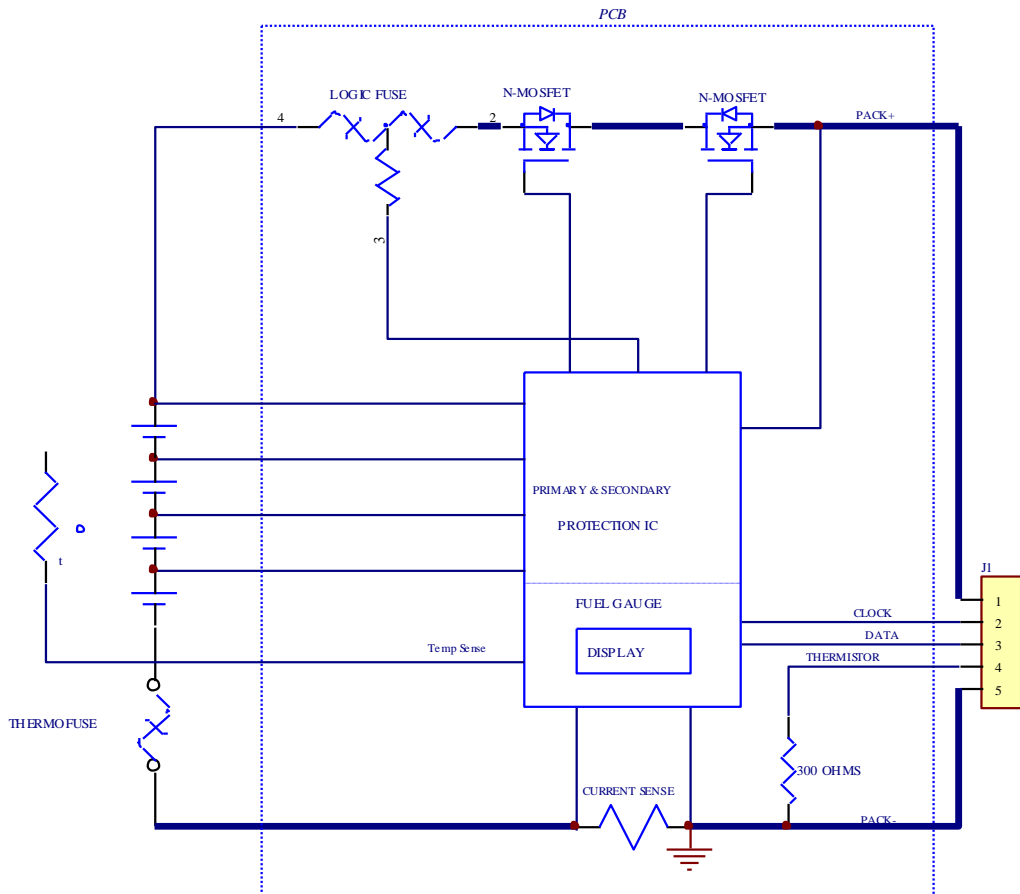 PCB
LOGIC FUSE
N-MOSFET
N-MOSFET
4
2
PACK+
3
PRIMARY & SECONDARY
PROTECTION IC
t
J1
1
FUEL GAUGE
CLOCK
2
DATA
3
DISPLAY
Temp Sense
THERMISTOR
4
5
THERMOFUSE
300 OHMS
CURRENT SENSE
PACK-